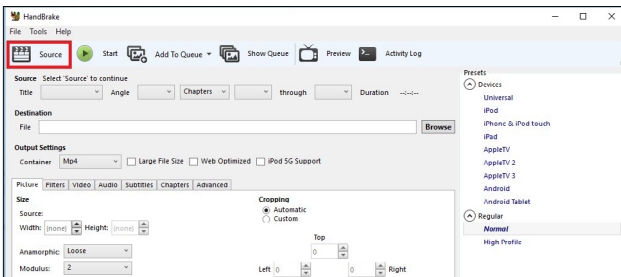 HandBrake
File Tools Help
Source Start Add To Queue Show Queue Preview Activity Log
Source Select 'Source' to continue
Title Angle Chapters through Duration --:--:--
Destination
File Browse
Output Settings
Container Mp4 Large File Size Web Optimized iPod 5G Support
Picture Filters Video Audio Subtitles Chapters Advanced
Size
Source:
Width: (none) Height: (none)
Anamorphic: Loose
Modulus: 2
Cropping
Automatic
Custom
Top
0
Left 0 0 Right
Presets
Devices
Universal
iPod
iPhone & iPod touch
iPad
AppleTV
AppleTV 2
AppleTV 3
Android
Android Tablet
Regular
Normal
High Profile